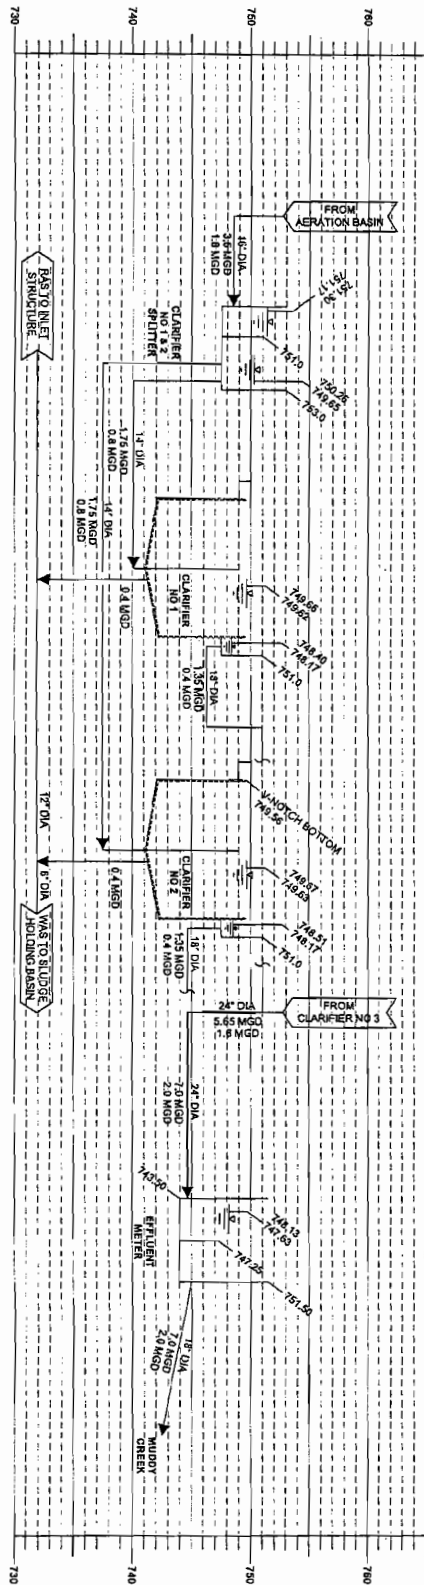 760
750
740
730
FROM
AERATION BASIN
16" DIA
3.5 MGD
1.8 MGD
751.30
751.17
751.0
750.26
749.65
753.0
CLARIFIER
NO 1 & 2
SPLITTER
RAS TO INLET
STRUCTURE
14" DIA
1.75 MGD
0.8 MGD
14" DIA
1.75 MGD
0.8 MGD
749.66
749.62
CLARIFIER
NO 1
0.4 MGD
748.40
748.17
751.0
18" DIA
1.35 MGD
0.4 MGD
V-NOTCH BOTTOM
749.56
749.67
749.63
CLARIFIER
NO 2
0.4 MGD
12" DIA
6" DIA
WAS TO SLUDGE
HOLDING BASIN
748.51
748.17
751.0
18" DIA
1.35 MGD
0.4 MGD
FROM
CLARIFIER NO 3
24" DIA
5.65 MGD
1.6 MGD
24" DIA
7.0 MGD
2.0 MGD
743.50
748.13
747.63
747.25
751.50
EFFLUENT
METER
18" DIA
7.0 MGD
2.0 MGD
MUDDY
CREEK
760
750
740
730